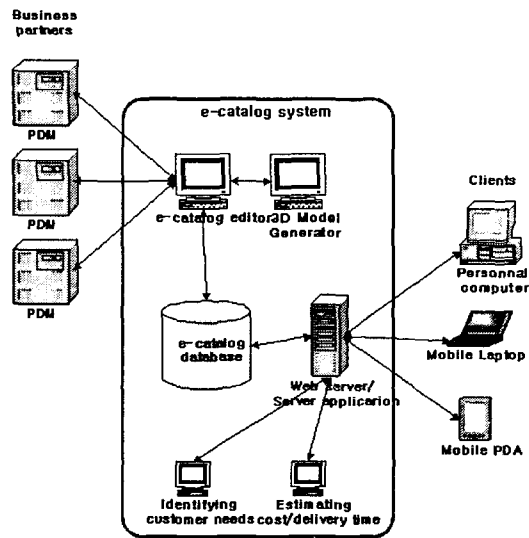 Business
partners
PDM
PDM
PDM
e-catalog system
e-catalog editor
3D Model
Generator
e-catalog
database
Web server/
Server application
Identifying
customer needs
Estimating
cost/delivery time
Clients
Personnal
computer
Mobile Laptop
Mobile PDA